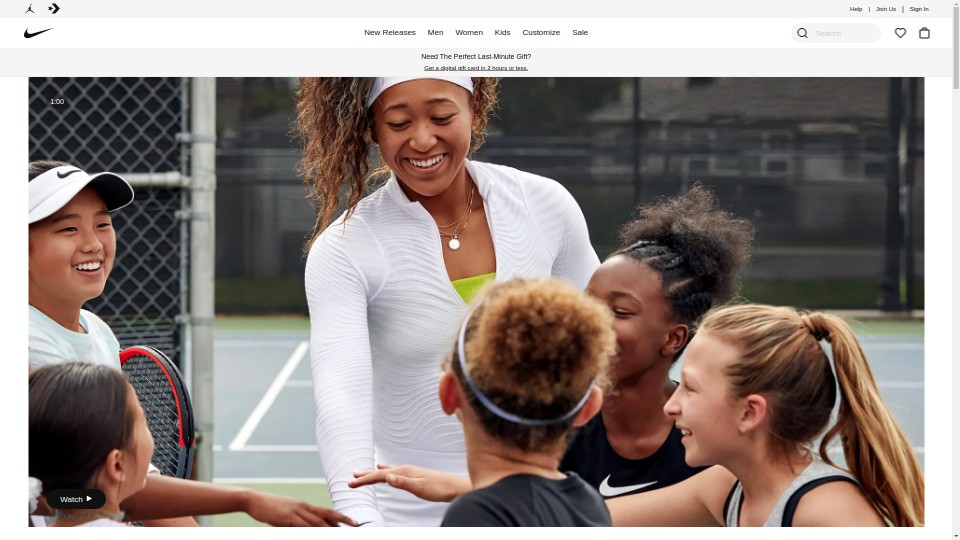 Help | Join Us | Sign In
New Releases Men Women Kids Customize Sale Search
Need The Perfect Last-Minute Gift?
Get a digital gift card in 2 hours or less.
1:00
Watch